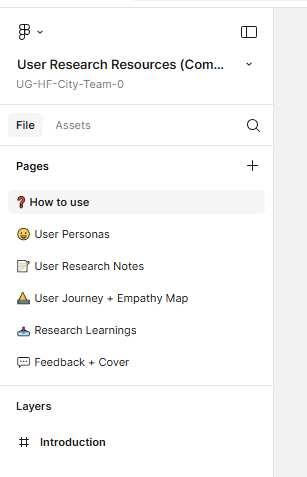 User Research Resources (Com...
UG-HF-City-Team-0
File Assets
Pages
How to use
User Personas
User Research Notes
User Journey + Empathy Map
Research Learnings
Feedback + Cover
Layers
Introduction